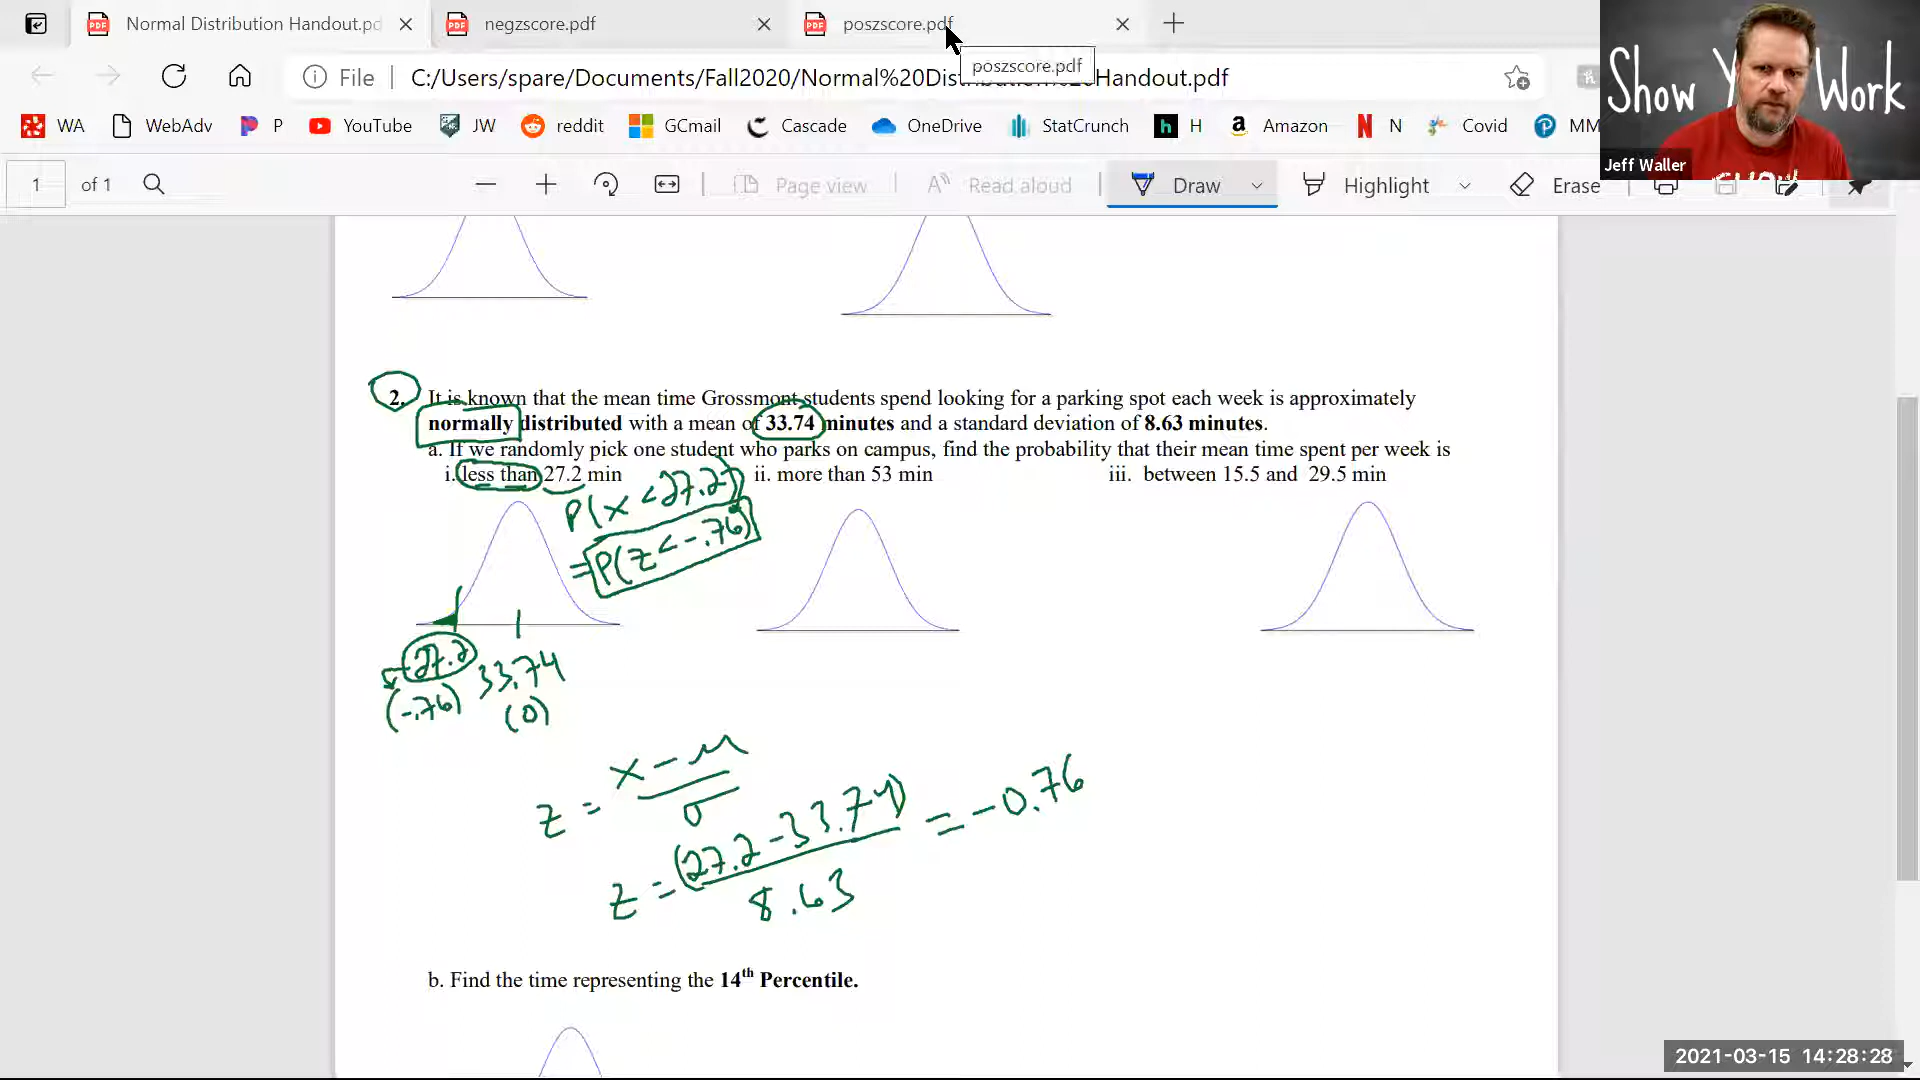 Normal Distribution Handout.pd
negzscore.pdf
poszscore.pdf
poszscore.pdf
File
C:/Users/spare/Documents/Fall2020/Normal%20Dist
Handout.pdf
WA
WebAdv
P
YouTube
JW
reddit
GCmail
Cascade
OneDrive
StatCrunch
H
Amazon
N
Covid
MM
Show Y Work
Jeff Waller
1 of 1
Page view
Read aloud
Draw
Highlight
Erase
2. It is known that the mean time Grossmont students spend looking for a parking spot each week is approximately
normally distributed with a mean of 33.74 minutes and a standard deviation of 8.63 minutes.
a. If we randomly pick one student who parks on campus, find the probability that their mean time spent per week is
i. less than 27.2 min
ii. more than 53 min
iii. between 15.5 and 29.5 min
P(x < 27.2)
= P(z < -.76)
27.2 33.74
(-.76) (0)
z = x - μ
σ
z = (27.2 - 33.74) = -0.76
8.63
b. Find the time representing the 14th Percentile.
2021-03-15 14:28:28